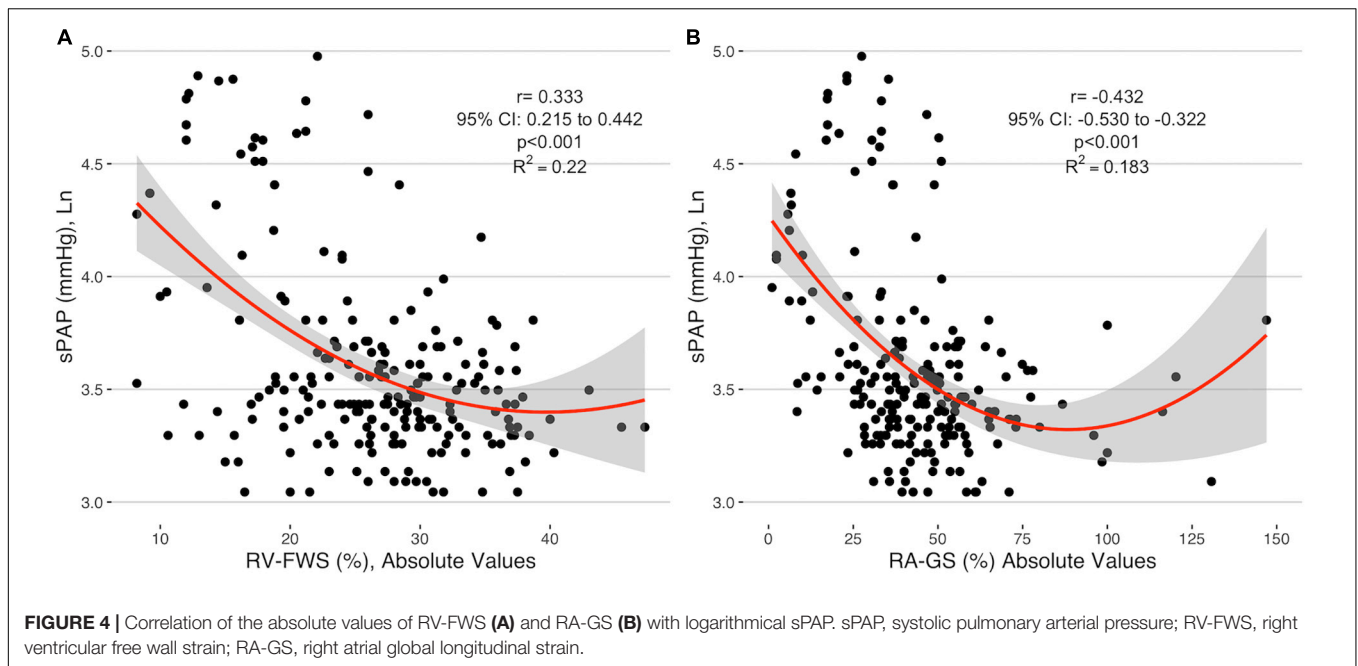 A
B
r= 0.333
95% CI: 0.215 to 0.442
p<0.001
R² = 0.22
r= -0.432
95% CI: -0.530 to -0.322
p<0.001
R² = 0.183
sPAP (mmHg), Ln
5.0
4.5
4.0
3.5
3.0
10 20 30 40
RV-FWS (%), Absolute Values
sPAP (mmHg), Ln
5.0
4.5
4.0
3.5
3.0
0 25 50 75 100 125 150
RA-GS (%) Absolute Values
FIGURE 4 | Correlation of the absolute values of RV-FWS (A) and RA-GS (B) with logarithmical sPAP. sPAP, systolic pulmonary arterial pressure; RV-FWS, right
ventricular free wall strain; RA-GS, right atrial global longitudinal strain.